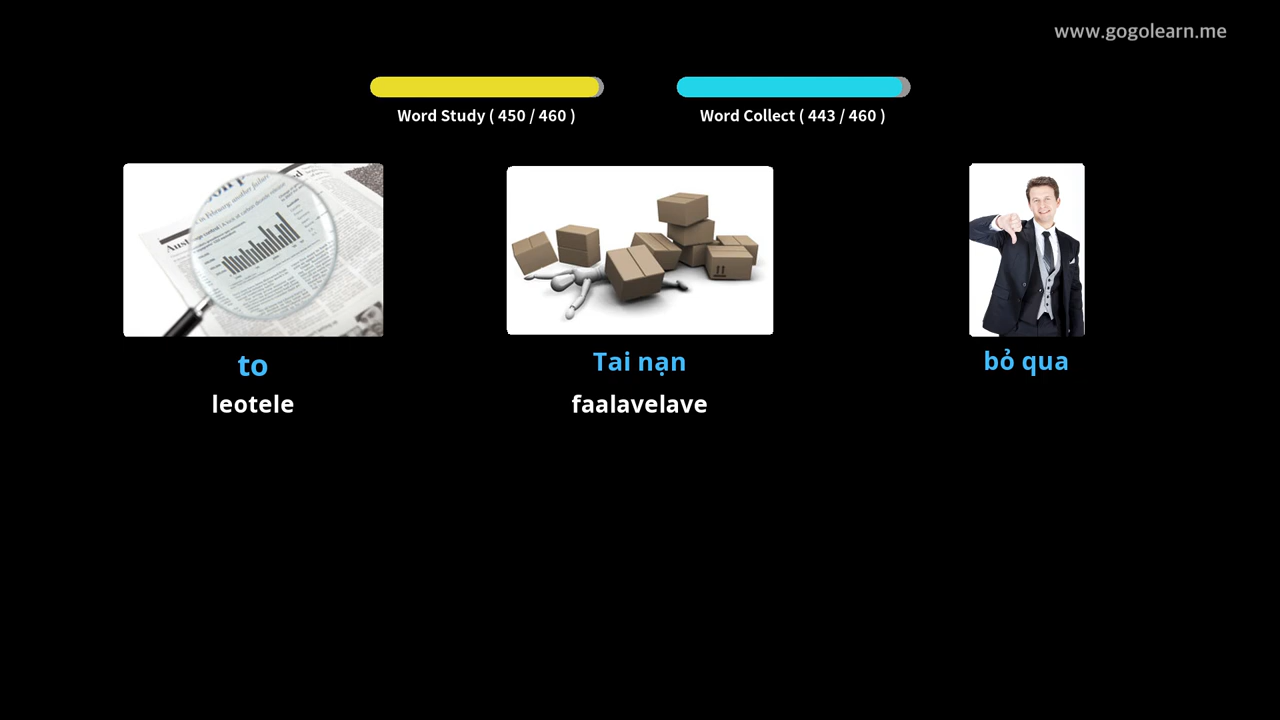 www.gogolearn.me
Word Study ( 450 / 460 )
Word Collect ( 443 / 460 )
to
Tai nạn
bỏ qua
leotele
faalavelave